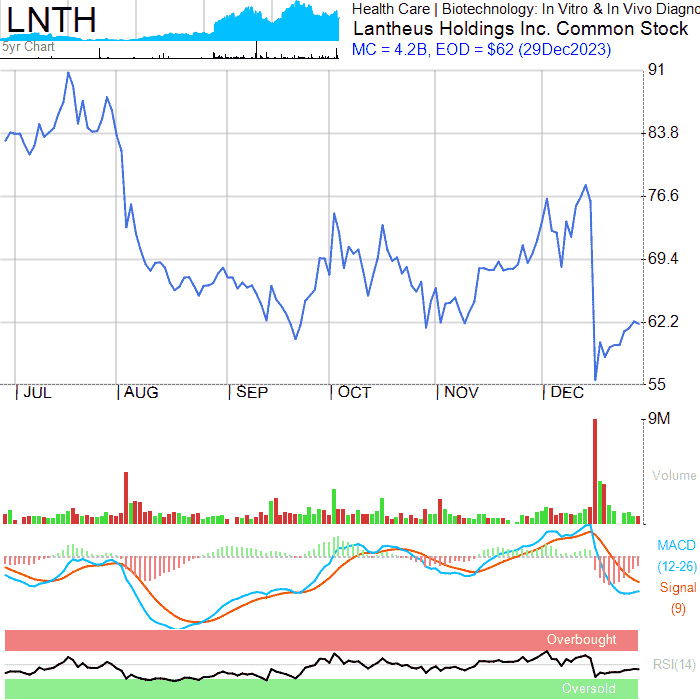 LNTH
5yr Chart
Health Care | Biotechnology: In Vitro & In Vivo Diagno
Lantheus Holdings Inc. Common Stock
MC = 4.2B, EOD = $62 (29Dec2023)
91
83.8
76.6
69.4
62.2
55
JUL AUG SEP OCT NOV DEC
9M
Volume
MACD
(12-26)
Signal
(9)
Overbought
RSI(14)
Oversold